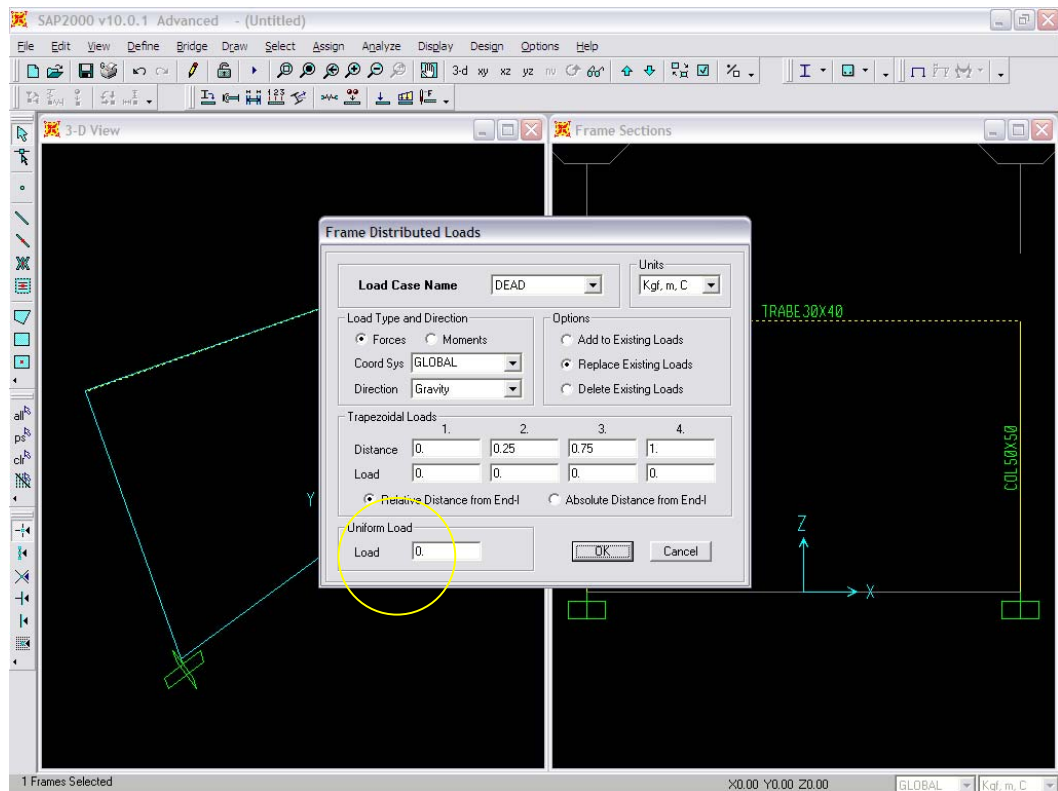 SAP2000 v10.0.1 Advanced - (Untitled)
File Edit View Define Bridge Draw Select Assign Analyze Display Design Options Help
3-d xy xz yz nv
3-D View
Frame Sections
Frame Distributed Loads
Load Case Name DEAD
Units
Kgf, m, C
Load Type and Direction
Forces Moments
Coord Sys GLOBAL
Direction Gravity
Options
Add to Existing Loads
Replace Existing Loads
Delete Existing Loads
Trapezoidal Loads
1. 2. 3. 4.
Distance 0. 0.25 0.75 1.
Load 0. 0. 0. 0.
Relative Distance from End-I Absolute Distance from End-I
Uniform Load
Load 0.
OK Cancel
TRABE30X40
COL50X50
Z
X
Y
all
ps
clr
1 Frames Selected
X0.00 Y0.00 Z0.00
GLOBAL
Kgf, m, C